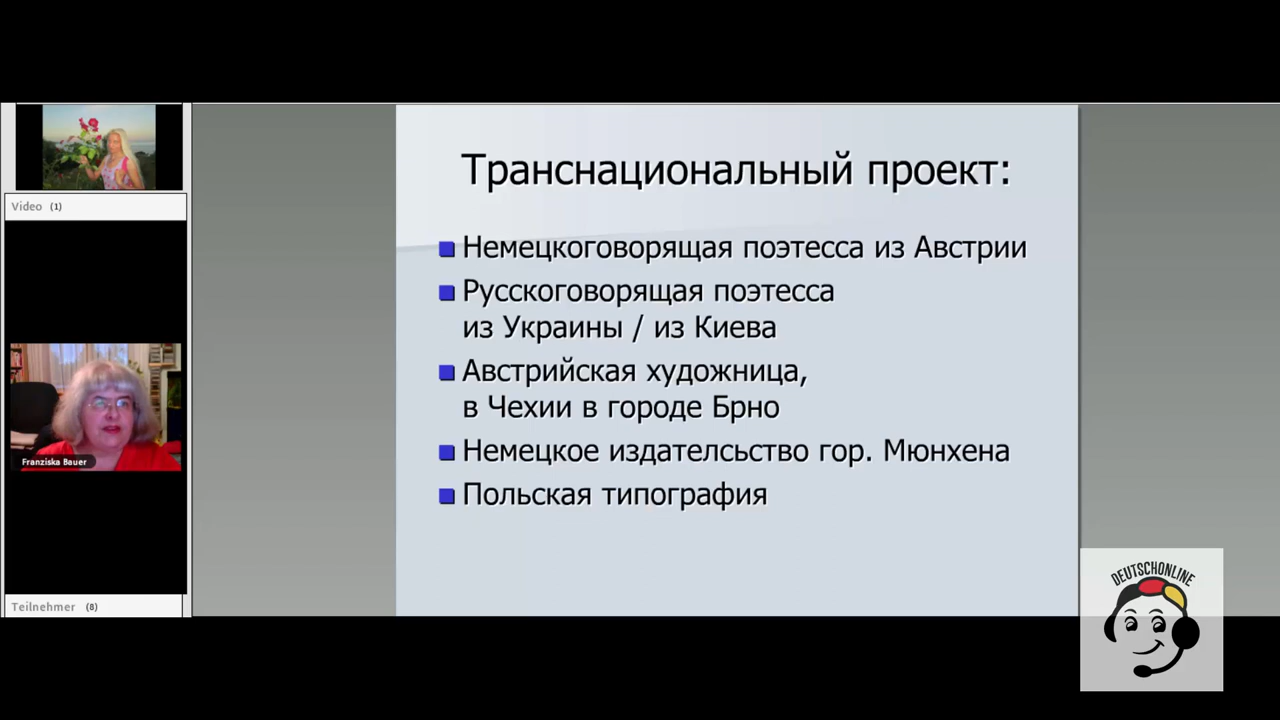 Video (1)
Franziska Bauer
Teilnehmer (8)
Транснациональный проект:
Немецкоговорящая поэтесса из Австрии
Русскоговорящая поэтесса
из Украины / из Киева
Австрийская художница,
в Чехии в городе Брно
Немецкое издателсьство гор. Мюнхена
Польская типография
DEUTSCHONLINE